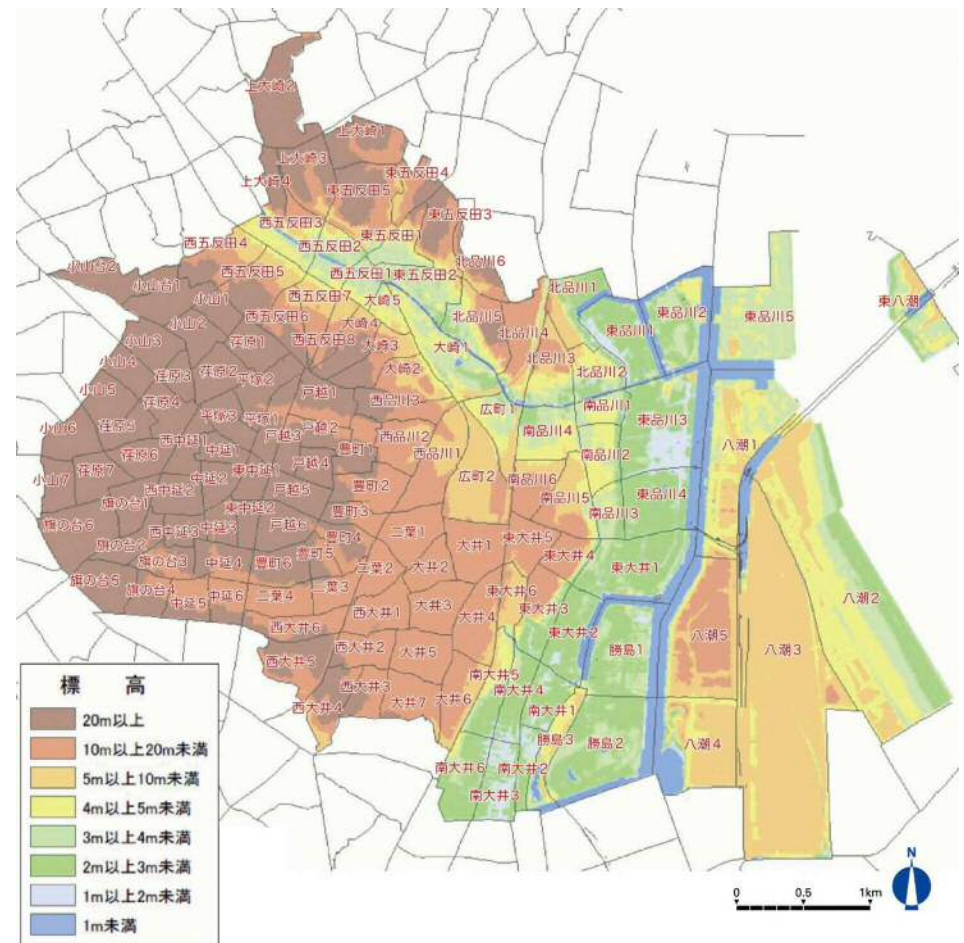 上大崎2
上大崎1
上大崎3
東五反田4
上大崎4
東五反田5
東五反田3
西五反田3
東五反田1
西五反田4
西五反田2
北品川6
小山台2
西五反田5
西五反田1
東五反田2
小山台1
北品川1
東品川2
東八潮
小山1
西五反田7
大崎5
北品川5
東品川1
東品川5
小山2
西五反田6
大崎4
北品川4
小山3
荏原1
西五反田8
大崎3
大崎1
北品川3
小山4
荏原3
荏原2
平塚2
大崎2
北品川2
小山5
荏原4
戸越1
西品川3
広町1
南品川1
小山6
荏原5
平塚3
平塚1
戸越2
南品川4
東品川3
西中延1
戸越3
西品川2
八潮1
荏原6
中延1
戸越4
豊町1
西品川1
南品川2
小山7
荏原7
中延2
東中延1
広町2
南品川6
西中延2
戸越5
豊町2
南品川5
東品川4
旗の台1
東中延2
豊町3
南品川3
旗の台6
西中延3
中延3
戸越6
二葉1
旗の台2
豊町4
大井1
東大井5
旗の台3
中延4
豊町6
豊町5
二葉2
大井2
東大井4
東大井1
旗の台5
旗の台4
中延5
中延6
二葉4
二葉3
東大井6
八潮2
西大井1
大井3
大井4
東大井3
西大井6
東大井2
八潮5
西大井2
大井5
勝島1
八潮3
西大井5
南大井5
西大井3
南大井4
西大井4
大井7
大井6
南大井1
勝島3
勝島2
八潮4
南大井6
南大井2
南大井3
標 高
20m以上
10m以上20m未満
5m以上10m未満
4m以上5m未満
3m以上4m未満
2m以上3m未満
1m以上2m未満
1m未満
N
0 0.5 1km